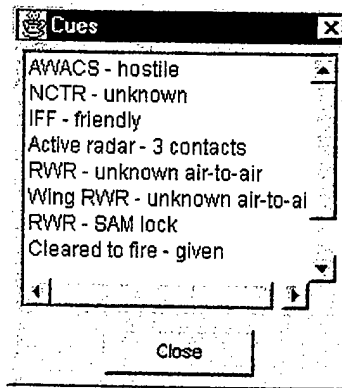 Cues
AWACS - hostile
NCTR - unknown
IFF - friendly
Active radar - 3 contacts
RWR - unknown air-to-air
Wing RWR - unknown air-to-ai
RWR - SAM lock
Cleared to fire - given
Close